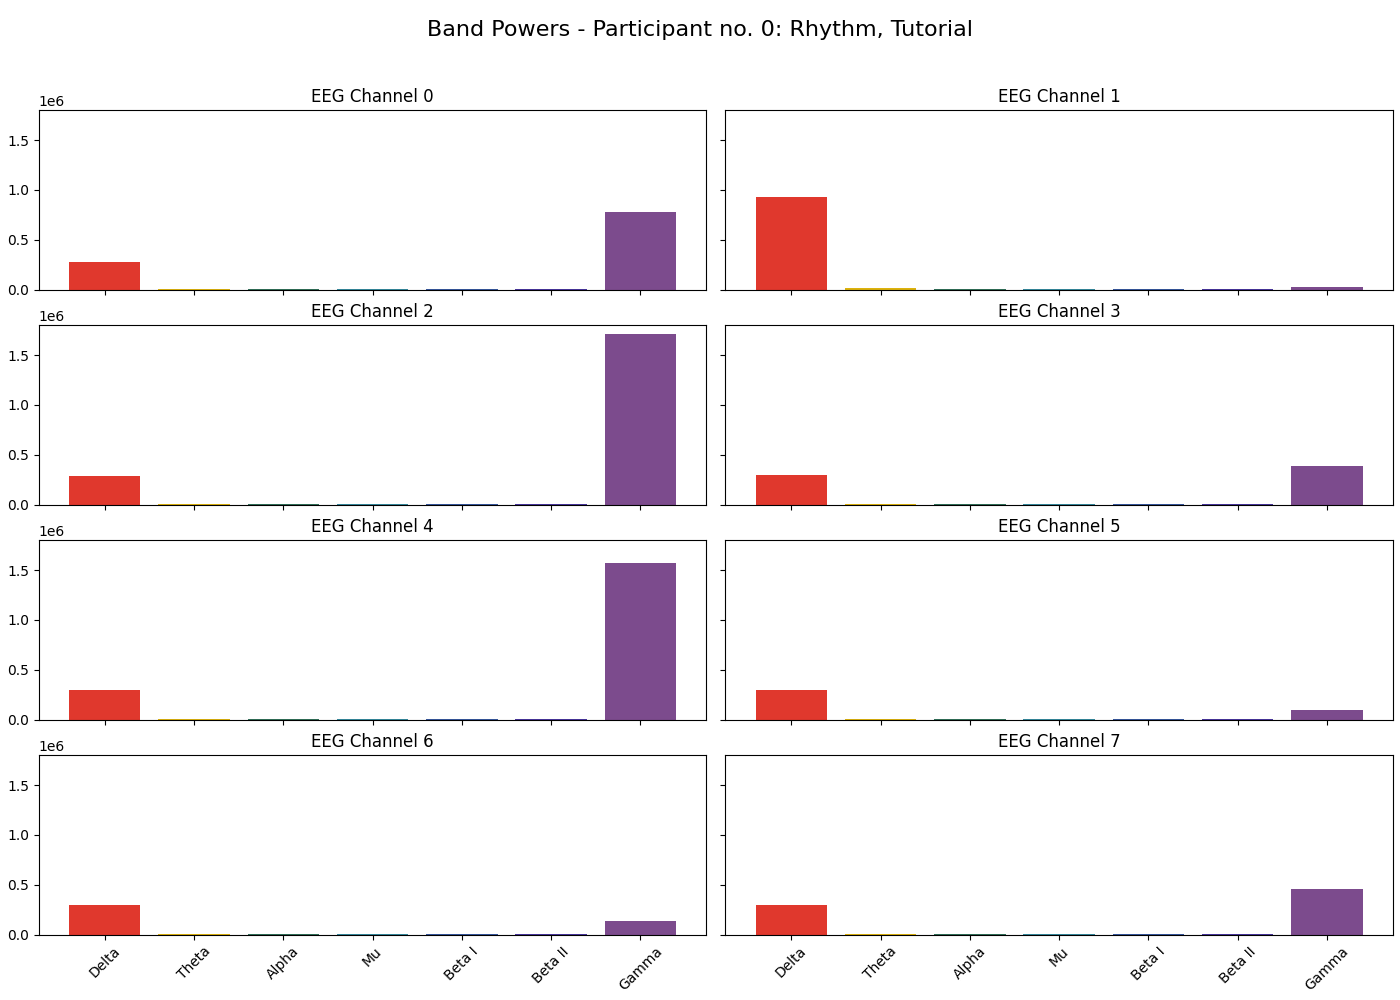 Band Powers - Participant no. 0: Rhythm, Tutorial
EEG Channel 0
EEG Channel 1
1e6
1.5
1.0
0.5
0.0
EEG Channel 2
EEG Channel 3
1e6
1.5
1.0
0.5
0.0
EEG Channel 4
EEG Channel 5
1e6
1.5
1.0
0.5
0.0
EEG Channel 6
EEG Channel 7
1e6
1.5
1.0
0.5
0.0
Delta Theta Alpha Mu Beta I Beta II Gamma
Delta Theta Alpha Mu Beta I Beta II Gamma